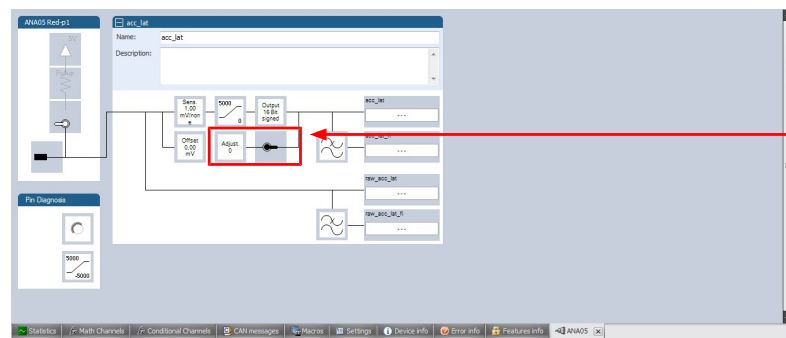 ANA05 Red-p1
5V
Pullup
acc_lat
Name:
acc_lat
Description:
Sens.
1,00
mV/non
e
5000
0
Output
16 Bit
signed
Offset
0.00
mV
Adjust.
0
acc_lat
---
acc_lat_fi
---
raw_acc_lat
---
raw_acc_lat_fi
---
Pin Diagnosis
5000
-5000
Statistics
Math Channels
Conditional Channels
CAN messages
Macros
Settings
Device info
Error info
Features info
ANA05